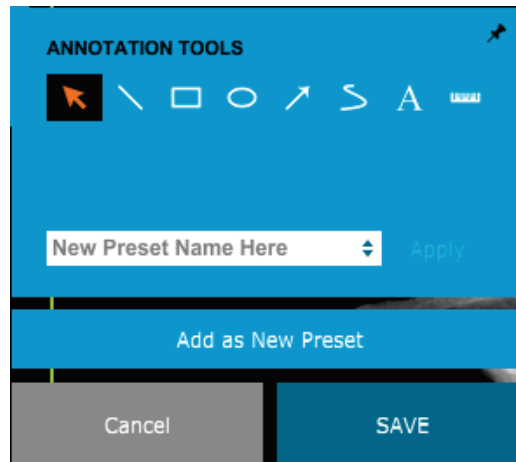 ANNOTATION TOOLS
A
New Preset Name Here
Apply
Add as New Preset
Cancel
SAVE